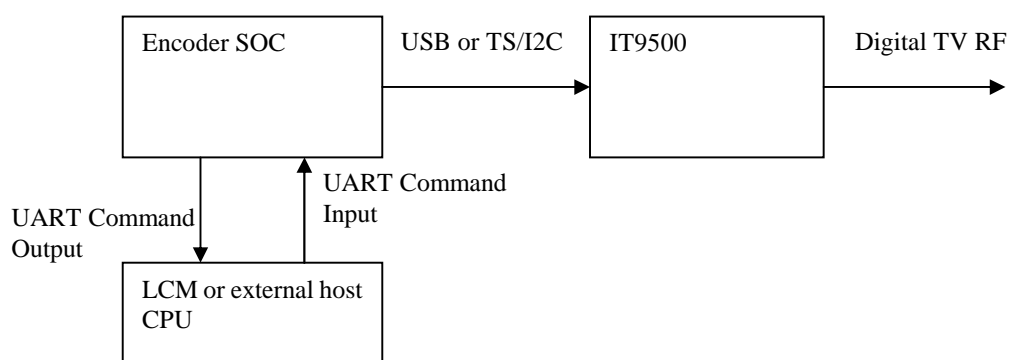 Encoder SOC
USB or TS/I2C
IT9500
Digital TV RF
UART Command
Input
UART Command
Output
LCM or external host
CPU